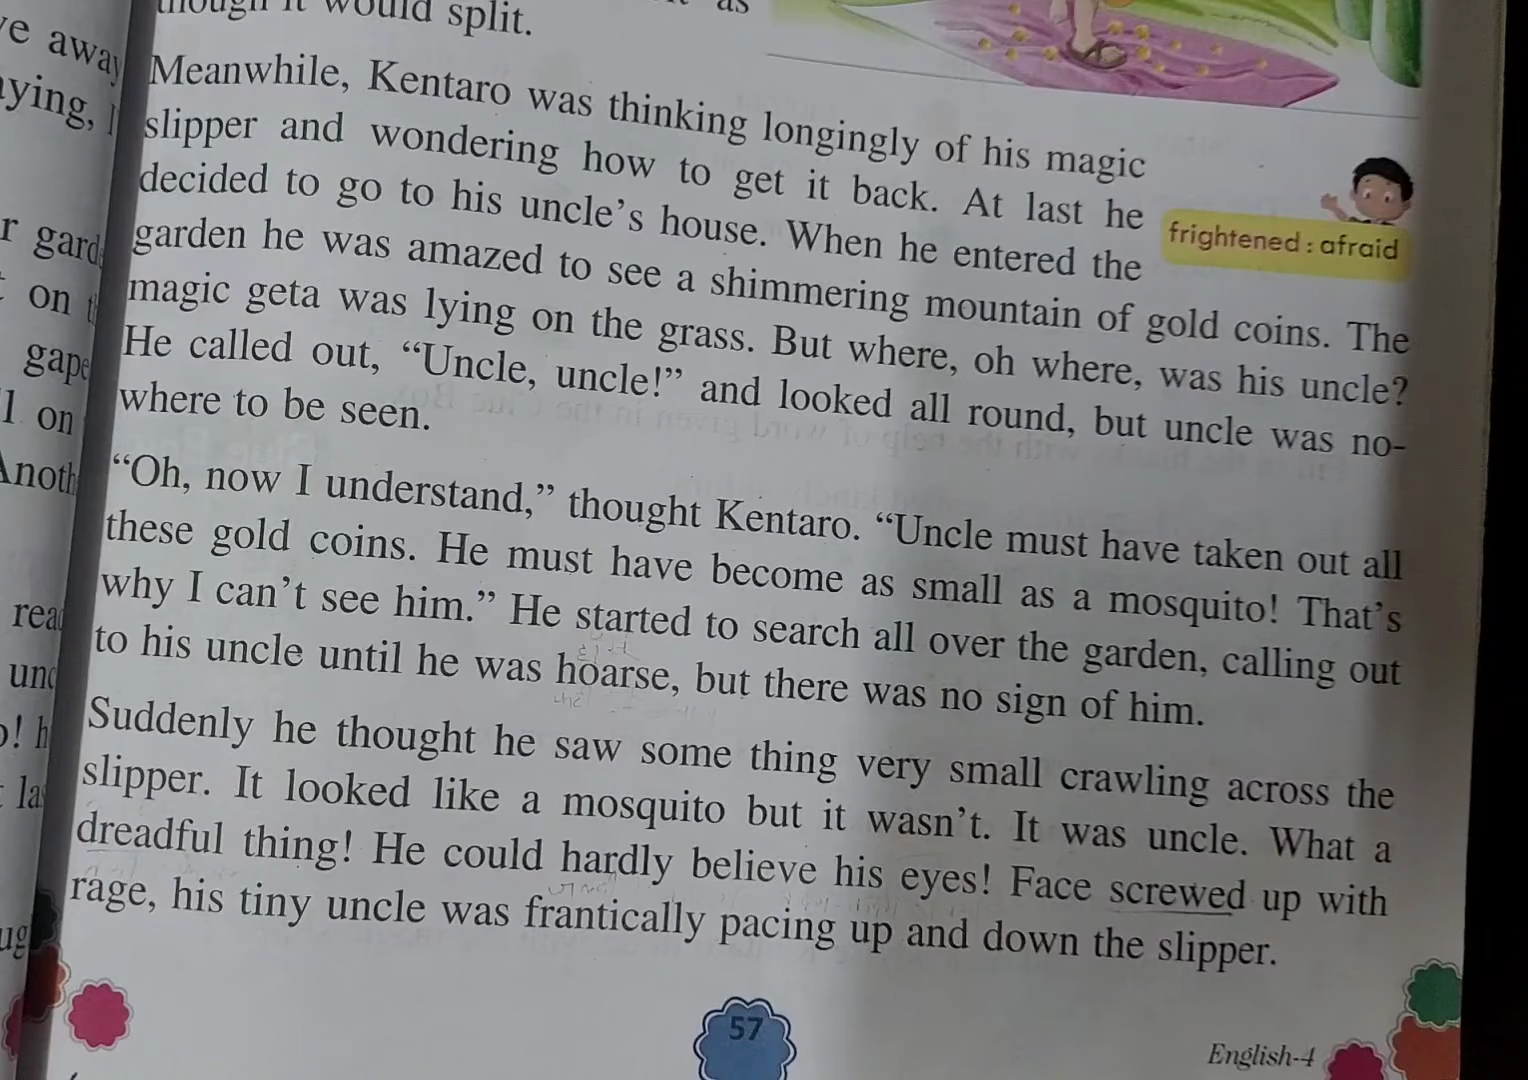 would split.
as
Meanwhile, Kentaro was thinking longingly of his magic
slipper and wondering how to get it back. At last he
decided to go to his uncle's house. When he entered the
garden he was amazed to see a shimmering mountain of gold coins. The
magic geta was lying on the grass. But where, oh where, was his uncle?
He called out, “Uncle, uncle!” and looked all round, but uncle was no-
where to be seen.
frightened : afraid
“Oh, now I understand,” thought Kentaro. “Uncle must have taken out all
these gold coins. He must have become as small as a mosquito! That's
why I can't see him.” He started to search all over the garden, calling out
to his uncle until he was hoarse, but there was no sign of him.
Suddenly he thought he saw some thing very small crawling across the
slipper. It looked like a mosquito but it wasn't. It was uncle. What a
dreadful thing! He could hardly believe his eyes! Face screwed up with
rage, his tiny uncle was frantically pacing up and down the slipper.
57
English-4